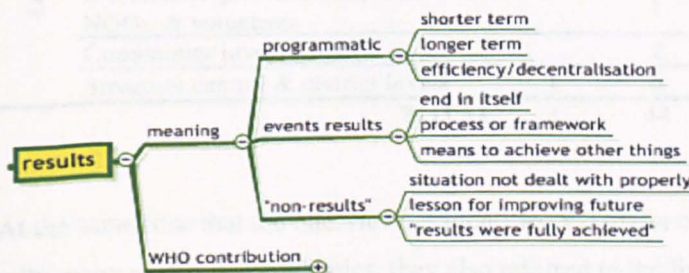 shorter term
programmatic
longer term
efficiency/decentralisation
end in itself
meaning
events results
process or framework
results
means to achieve other things
situation not dealt with properly
"non-results"
lesson for improving future
"results were fully achieved"
WHO contribution